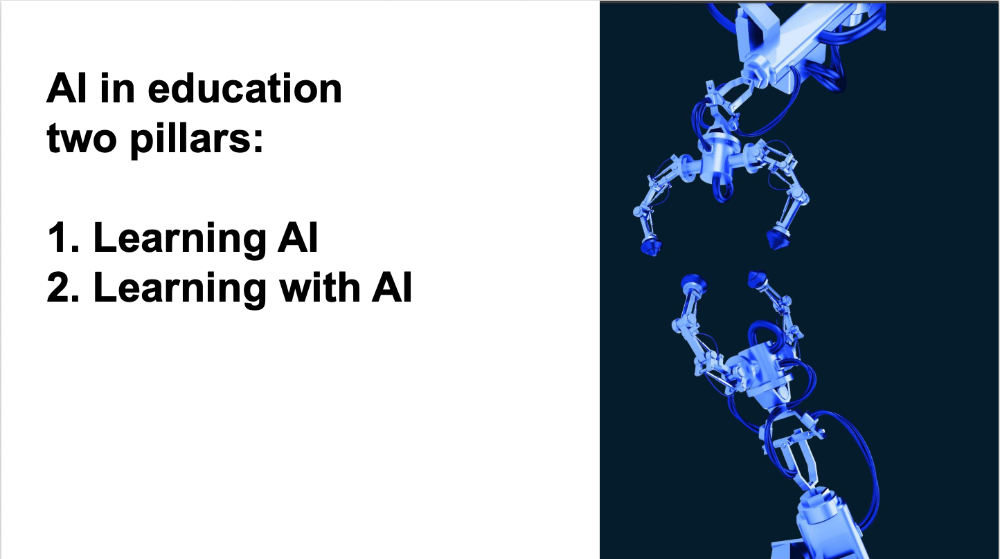 AI in education
two pillars:
1. Learning AI
2. Learning with AI